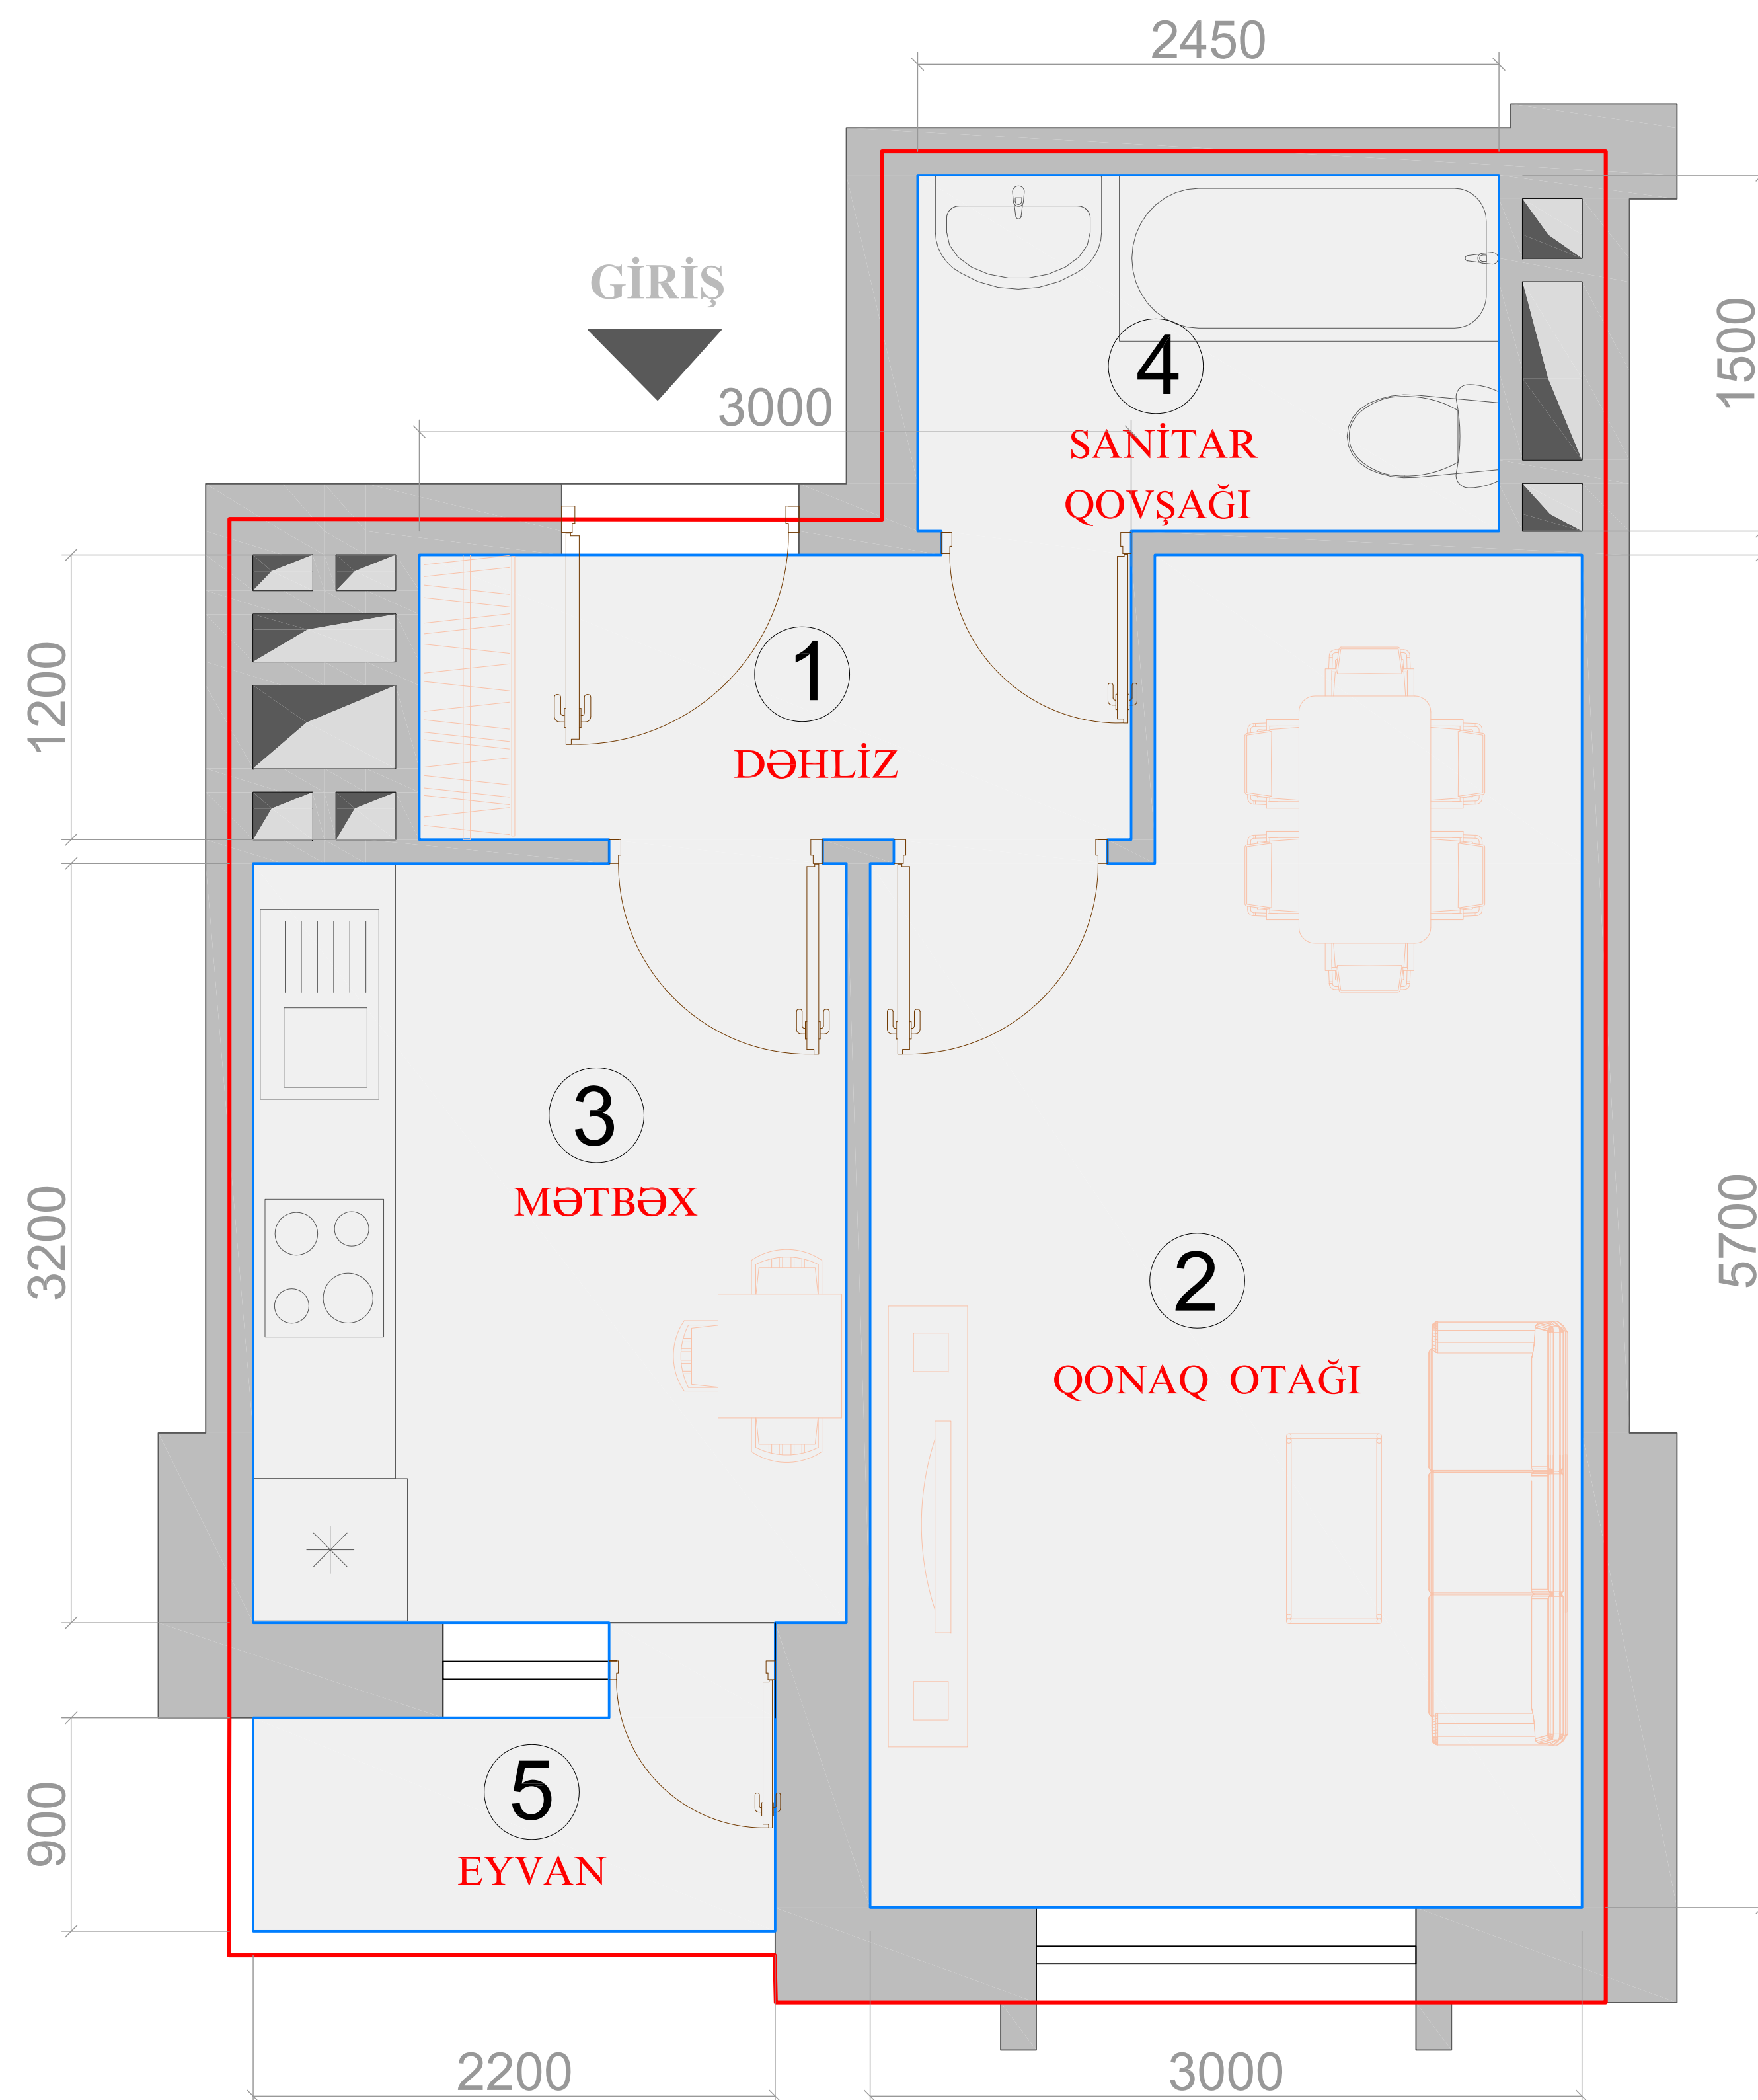 2450
GİRİŞ
3000
1500
4
SANİTAR
QOVŞAĞI
1200
1
DƏHLİZ
3
MƏTBƏX
3200
5700
2
QONAQ OTAĞI
5
EYVAN
900
2200
3000